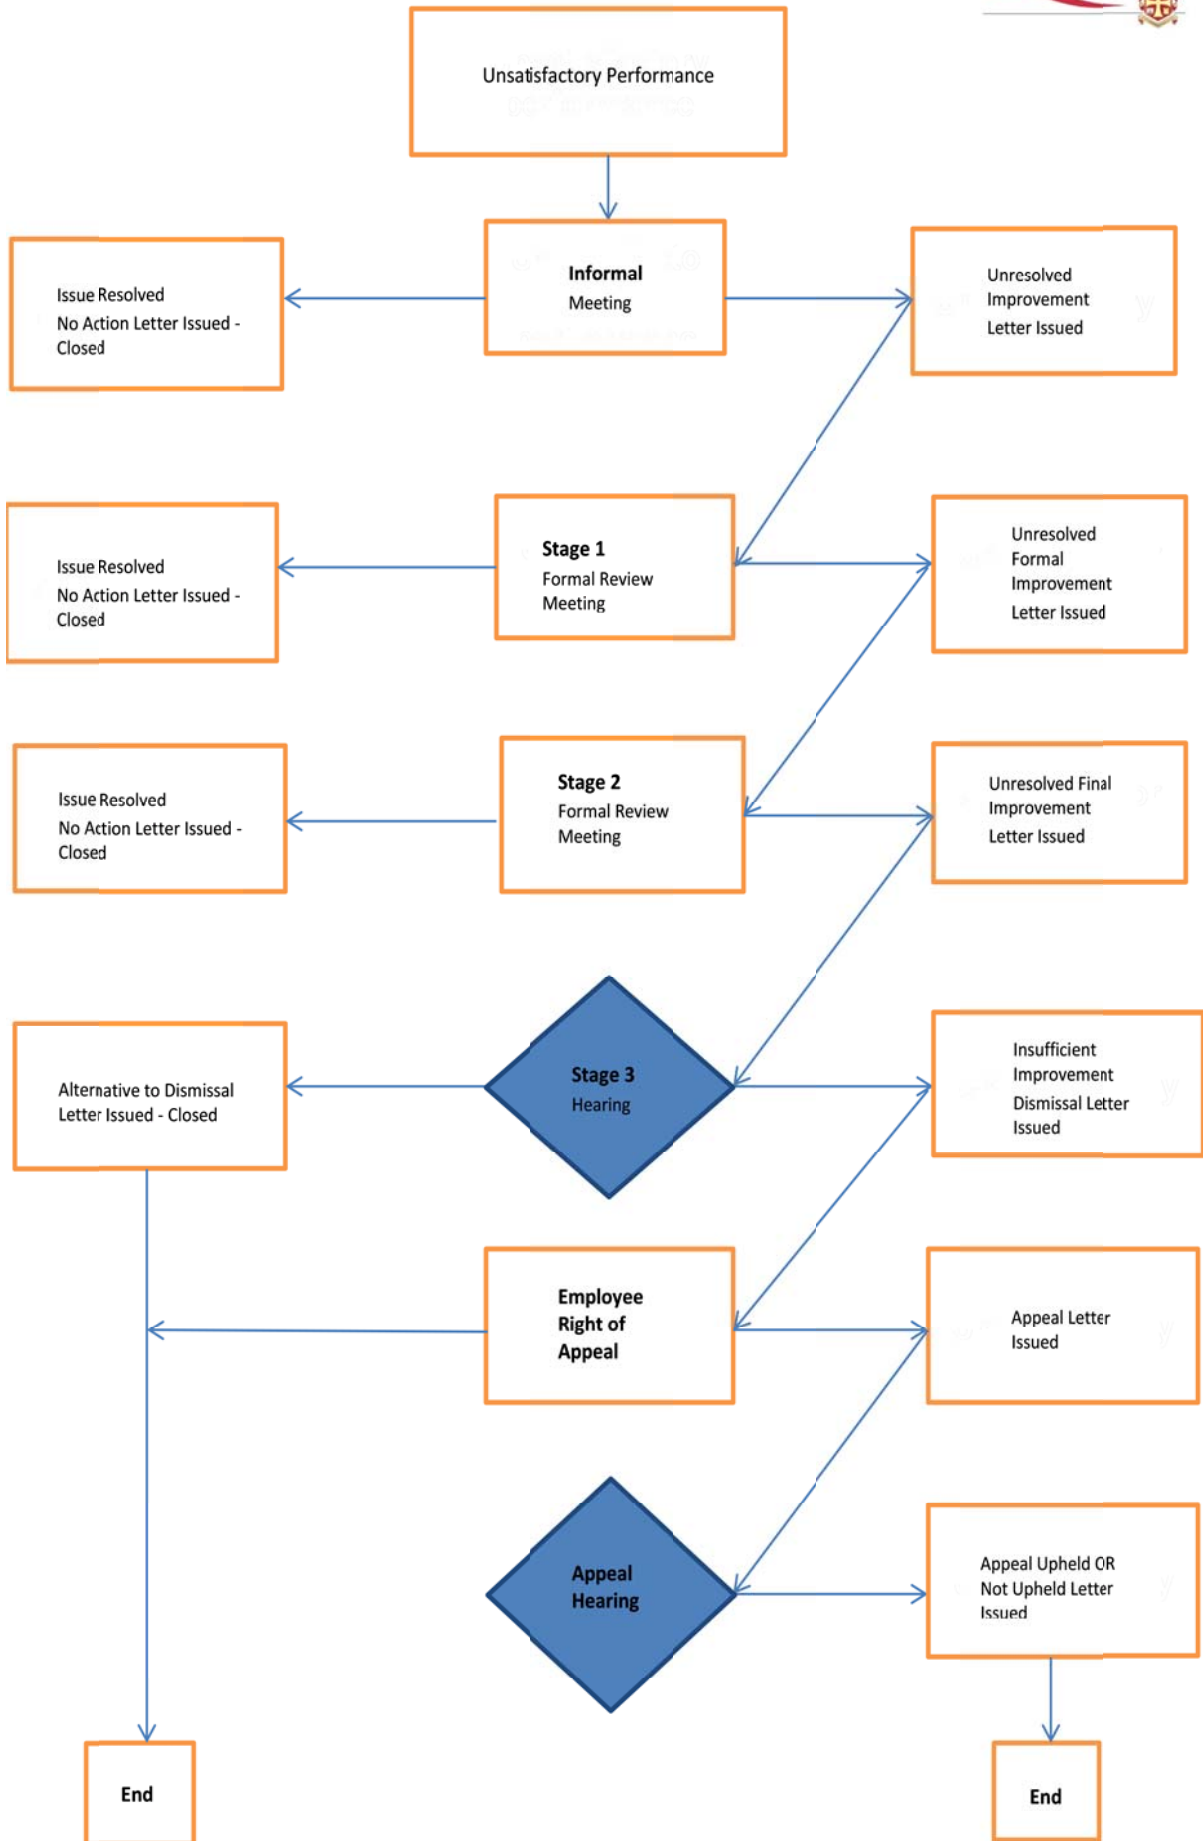 Unsatisfactory Performance
Informal
Meeting
Issue Resolved
No Action Letter Issued -
Closed
Unresolved
Improvement
Letter Issued
Stage 1
Formal Review
Meeting
Issue Resolved
No Action Letter Issued -
Closed
Unresolved
Formal
Improvement
Letter Issued
Stage 2
Formal Review
Meeting
Issue Resolved
No Action Letter Issued -
Closed
Unresolved Final
Improvement
Letter Issued
Stage 3
Hearing
Alternative to Dismissal
Letter Issued - Closed
Insufficient
Improvement
Dismissal Letter
Issued
Employee
Right of
Appeal
Appeal Letter
Issued
Appeal
Hearing
Appeal Upheld OR
Not Upheld Letter
Issued
End
End